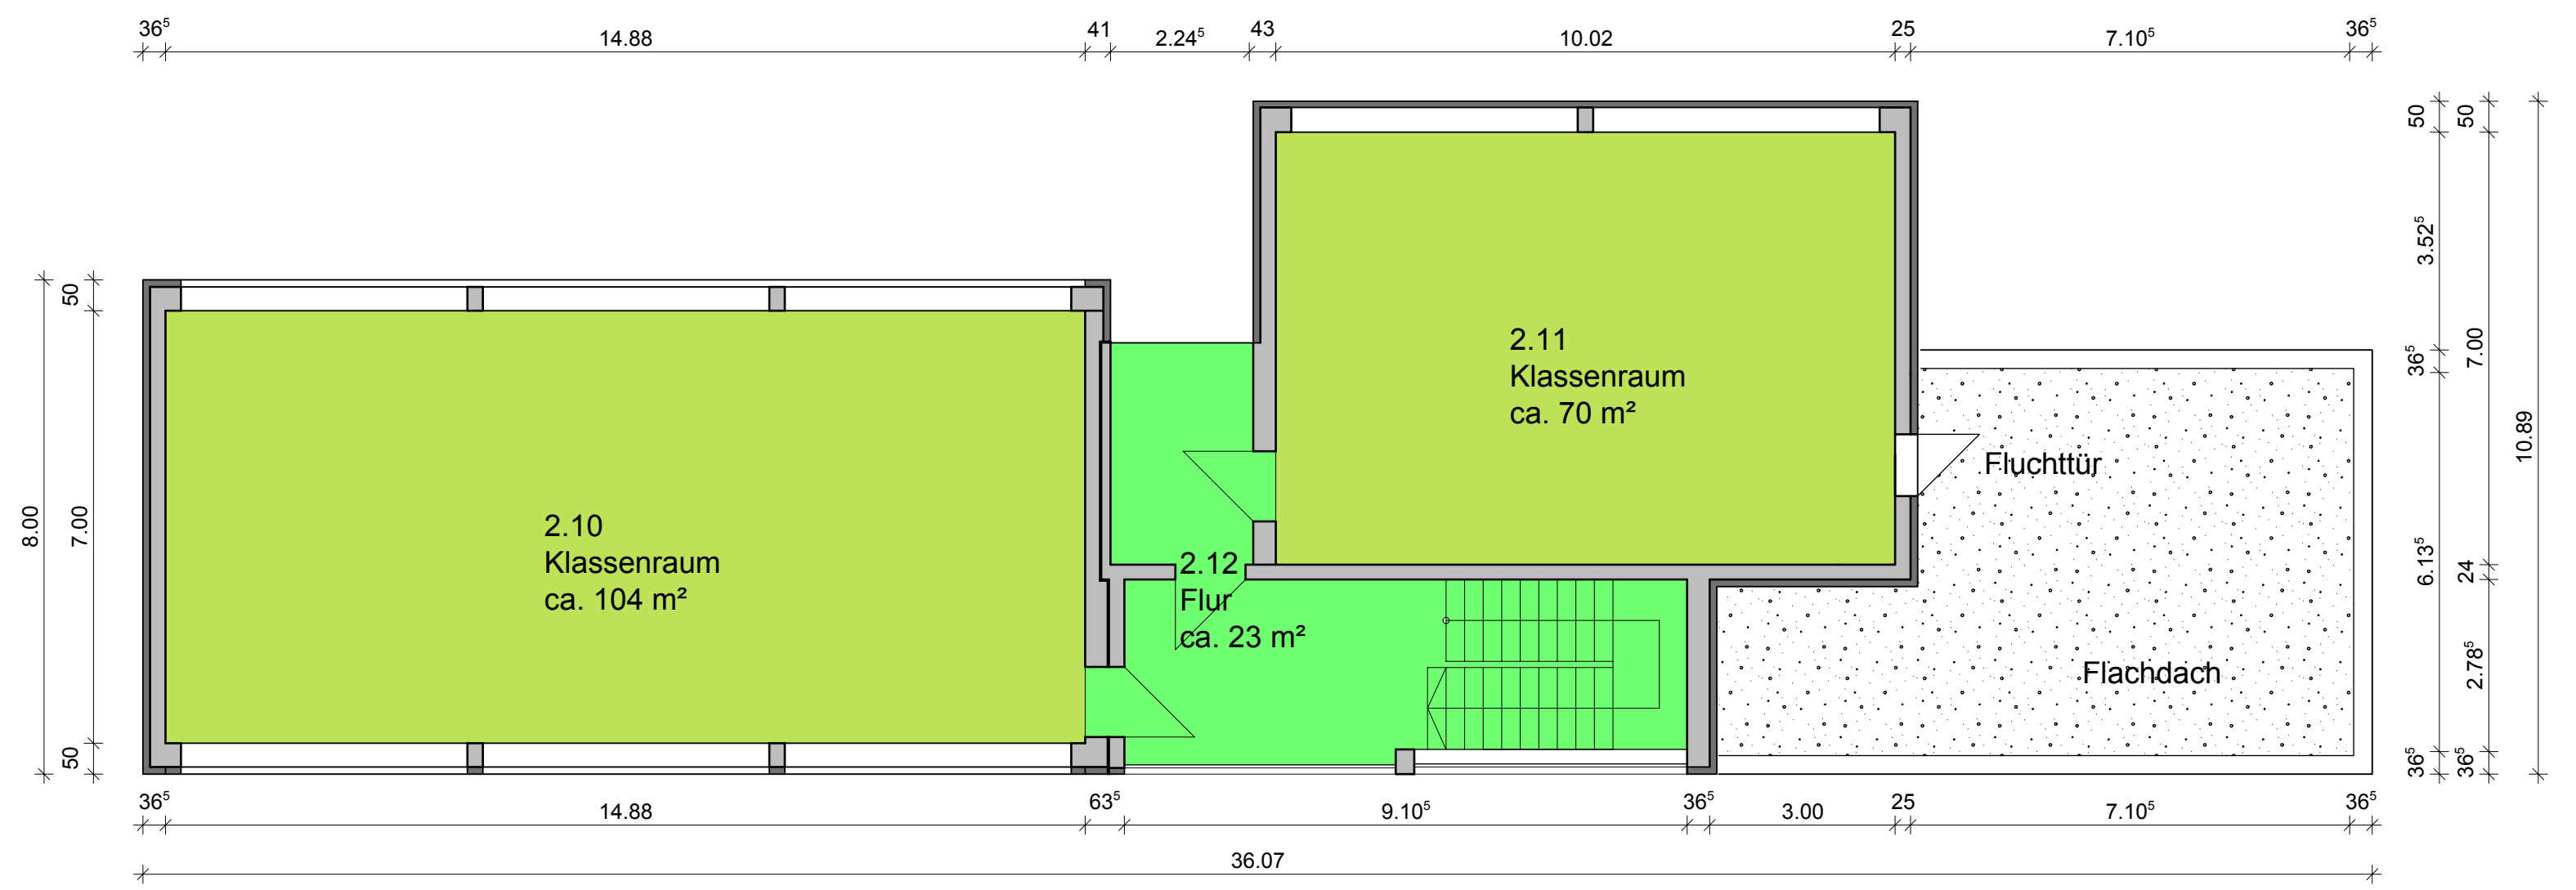 36⁵ 14.88 41 2.24⁵ 43 10.02 25 7.10⁵ 36⁵
50 50
3.52⁵
36⁵ 7.00
10.89
6.13⁵ 24
2.78⁵
36⁵ 36⁵
50
8.00 7.00
50
2.11
Klassenraum
ca. 70 m²
Fluchttür
2.10
Klassenraum
ca. 104 m²
2.12
Flur
ca. 23 m²
Flachdach
36⁵ 14.88 63⁵ 9.10⁵ 36⁵ 3.00 25 7.10⁵ 36⁵
36.07